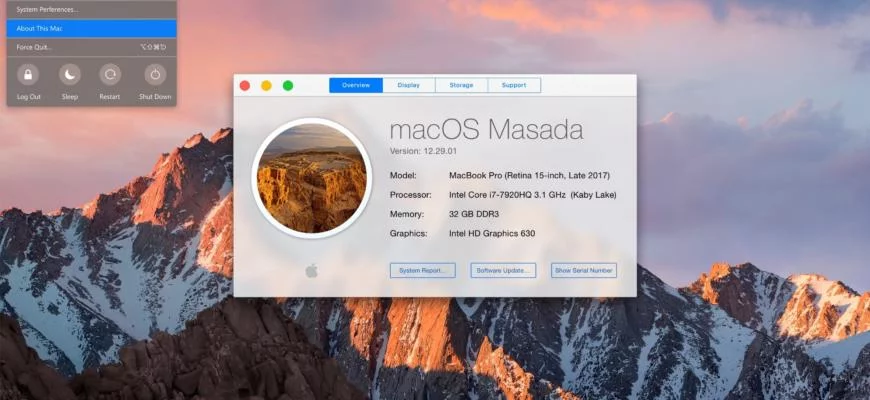 System Perferences...
About This Mac
Force Quit...
⌥⇧⌘⎋
Log Out
Sleep
Restart
Shut Down
Overview
Display
Storage
Support
macOS Masada
Version: 12.29.01
Model: MacBook Pro (Retina 15-inch, Late 2017)
Processor: Intel Core i7-7920HQ 3.1 GHz (Kaby Lake)
Memory: 32 GB DDR3
Graphics: Intel HD Graphics 630
System Report...
Software Update...
Show Serial Number